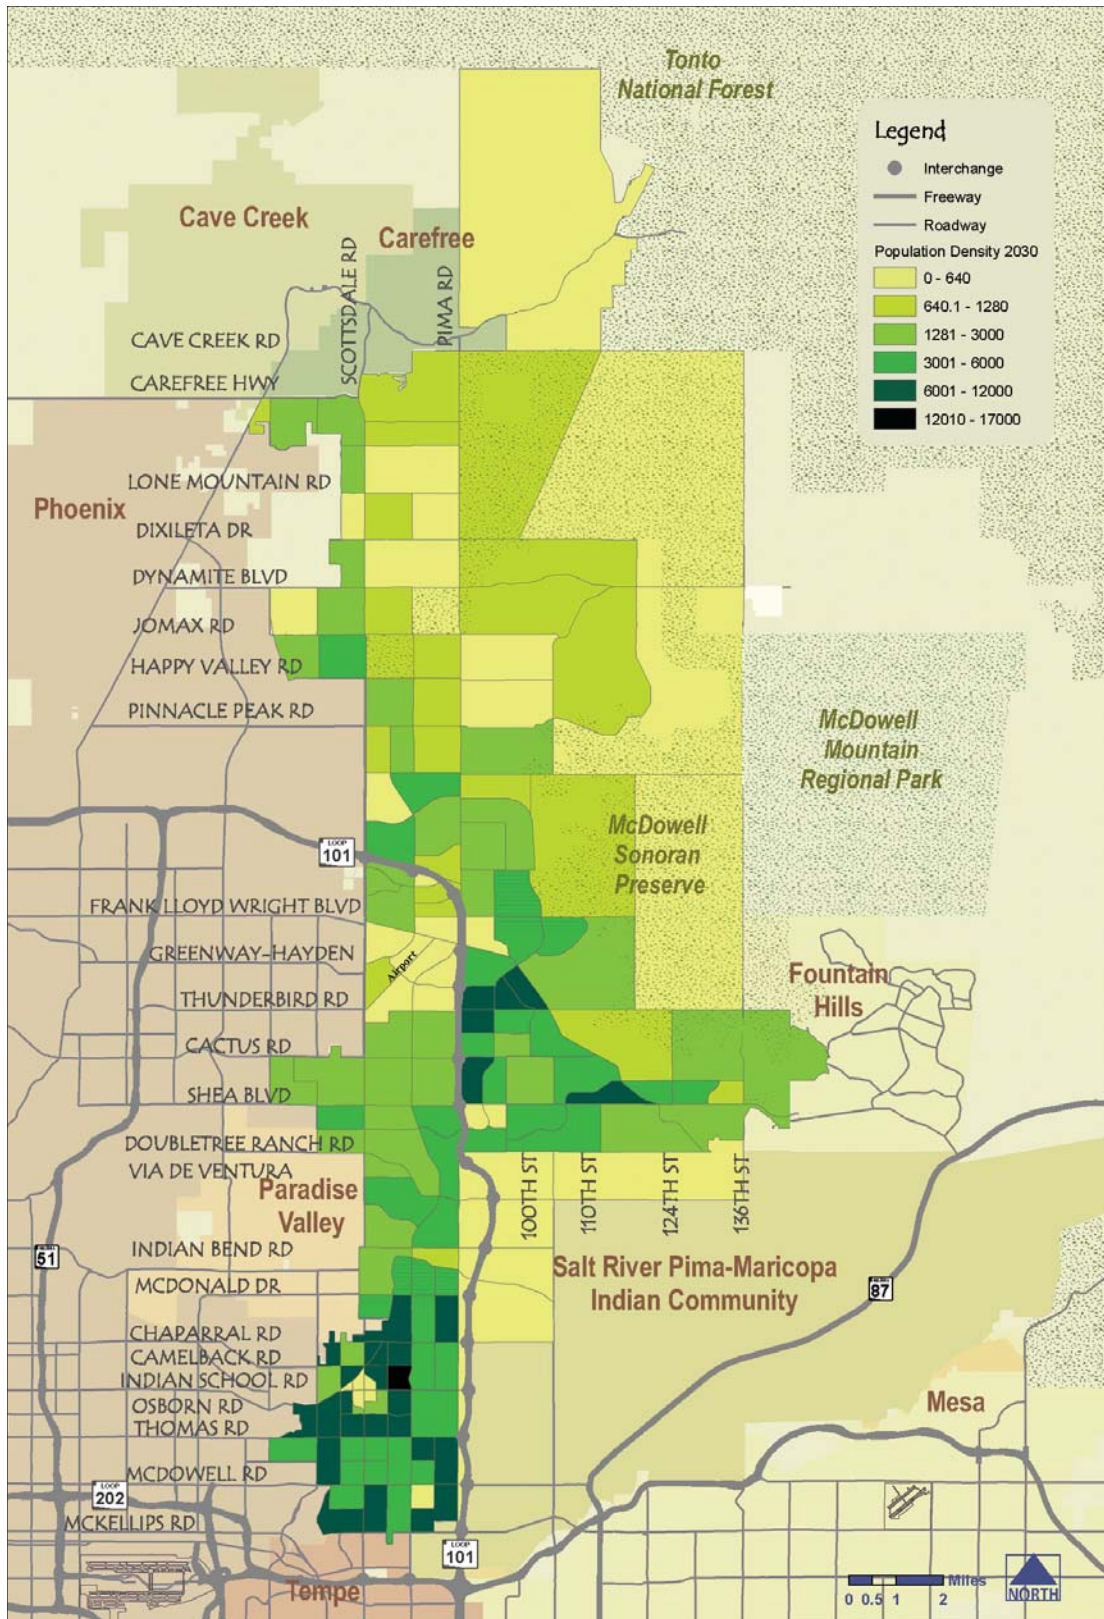 Tonto
National Forest
Legend
Interchange
Freeway
Roadway
Population Density 2030
0 - 640
640.1 - 1280
1281 - 3000
3001 - 6000
6001 - 12000
12010 - 17000
Cave Creek
Carefree
SCOTTSDALE RD
PIMA RD
CAVE CREEK RD
CAREFREE HWY
LONE MOUNTAIN RD
Phoenix
DIXILETA DR
DYNAMITE BLVD
JOMAX RD
HAPPY VALLEY RD
PINNACLE PEAK RD
McDowell
Mountain
Regional Park
McDowell
Sonoran
Preserve
LOOP
101
FRANK LLOYD WRIGHT BLVD
GREENWAY-HAYDEN
Airport
THUNDERBIRD RD
Fountain
Hills
CACTUS RD
SHEA BLVD
DOUBLETREE RANCH RD
VIA DE VENTURA
100TH ST
110TH ST
124TH ST
136TH ST
Paradise
Valley
51
INDIAN BEND RD
Salt River Pima-Maricopa
Indian Community
87
MCDONALD DR
CHAPARRAL RD
CAMELBACK RD
INDIAN SCHOOL RD
OSBORN RD
THOMAS RD
Mesa
MCDOWELL RD
LOOP
202
MCKELLIPS RD
LOOP
101
Tempe
Miles
0 0.5 1 2
NORTH